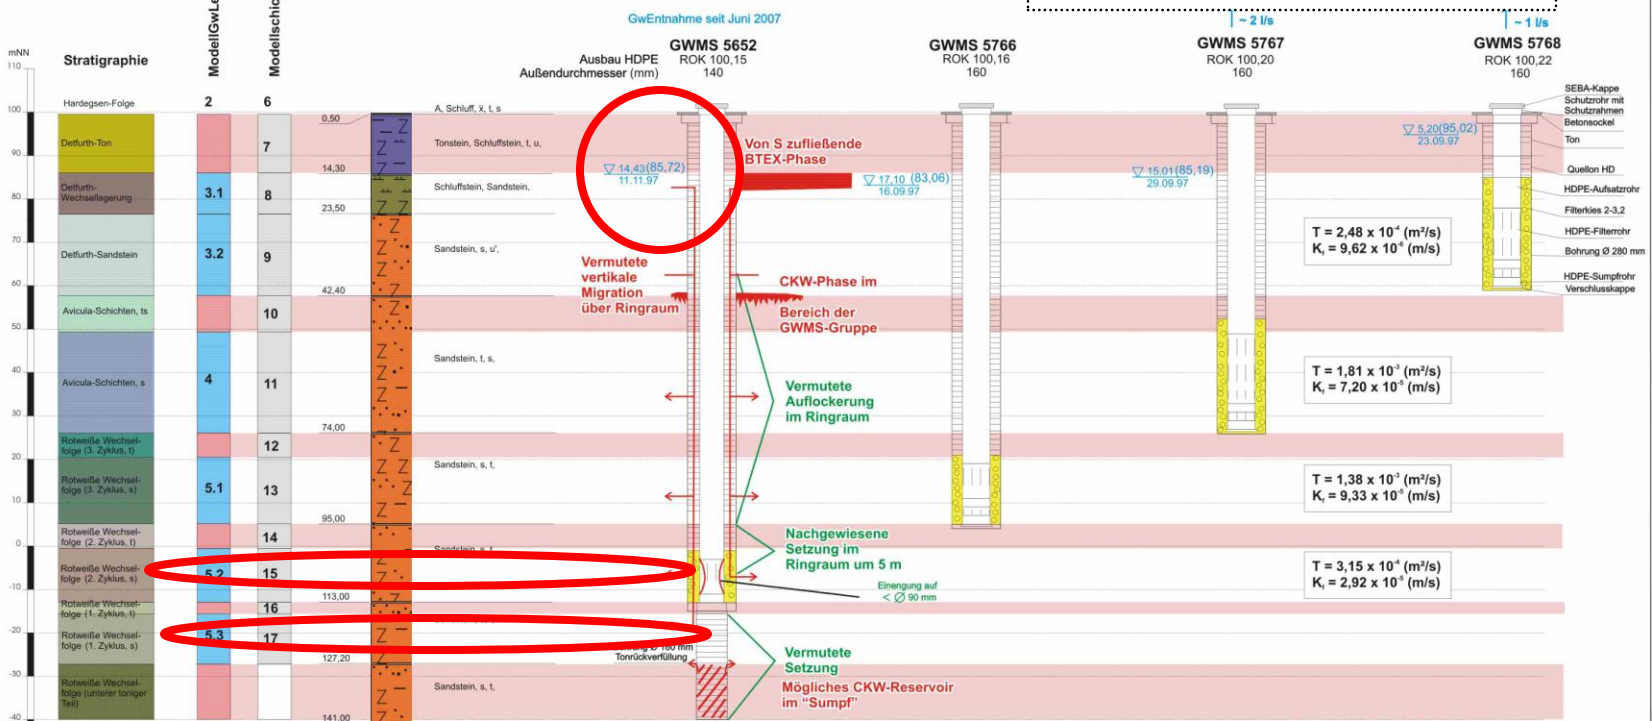 GwEntnahme seit Juni 2007
~ 2 l/s
~ 1 l/s
mNN
Stratigraphie
ModellGwLe
Modellschic
Ausbau HDPE
Außendurchmesser (mm)
GWMS 5652
ROK 100,15
140
GWMS 5766
ROK 100,16
160
GWMS 5767
ROK 100,20
160
GWMS 5768
ROK 100,22
160
110
100
90
80
70
60
50
40
30
20
10
0
-10
-20
-30
-40
Hardegsen-Folge
2
6
Detfurth-Ton
7
Detfurth-
Wechsellagerung
3.1
8
Detfurth-Sandstein
3.2
9
Avicula-Schichten, ts
10
Avicula-Schichten, s
4
11
Rotweiße Wechsel-
folge (3. Zyklus, t)
12
Rotweiße Wechsel-
folge (3. Zyklus, s)
5.1
13
Rotweiße Wechsel-
folge (2. Zyklus, t)
14
Rotweiße Wechsel-
folge (2. Zyklus, s)
5.2
15
Rotweiße Wechsel-
folge (1. Zyklus, t)
16
Rotweiße Wechsel-
folge (1. Zyklus, s)
5.3
17
Rotweiße Wechsel-
folge (unterer toniger
Teil)
0,50
14,30
23,50
42,40
74,00
95,00
113,00
127,20
141,00
A, Schluff, x̄, t, s
Tonstein, Schluffstein, t, u,
Schluffstein, Sandstein,
Sandstein, s, u',
Sandstein, t, s,
Sandstein, s, t,
Sandstein, s, t
Sandstein, s, t,
14,43(85,72)
11.11.97
Von S zufließende
BTEX-Phase
17,10 (83,06)
16.09.97
15,01(85,19)
29.09.97
5,20(95,02)
23.09.97
Vermutete
vertikale
Migration
über Ringraum
CKW-Phase im
Bereich der
GWMS-Gruppe
Vermutete
Auflockerung
im Ringraum
Nachgewiesene
Setzung im
Ringraum um 5 m
Einengung auf
< Ø 90 mm
Ø 180 mm
Tonrückverfüllung
Vermutete
Setzung
Mögliches CKW-Reservoir
im "Sumpf"
T = 2,48 x 10⁻⁴ (m²/s)
Kf = 9,62 x 10⁻⁶ (m/s)
T = 1,81 x 10⁻³ (m²/s)
Kf = 7,20 x 10⁻⁵ (m/s)
T = 1,38 x 10⁻³ (m²/s)
Kf = 9,33 x 10⁻⁵ (m/s)
T = 3,15 x 10⁻⁴ (m²/s)
Kf = 2,92 x 10⁻⁵ (m/s)
SEBA-Kappe
Schutzrohr mit
Schutzrahmen
Betonsockel
Ton
Quellon HD
HDPE-Aufsatzrohr
Filterkies 2-3,2
HDPE-Filterrohr
Bohrung Ø 280 mm
HDPE-Sumpfrohr
Verschlusskappe